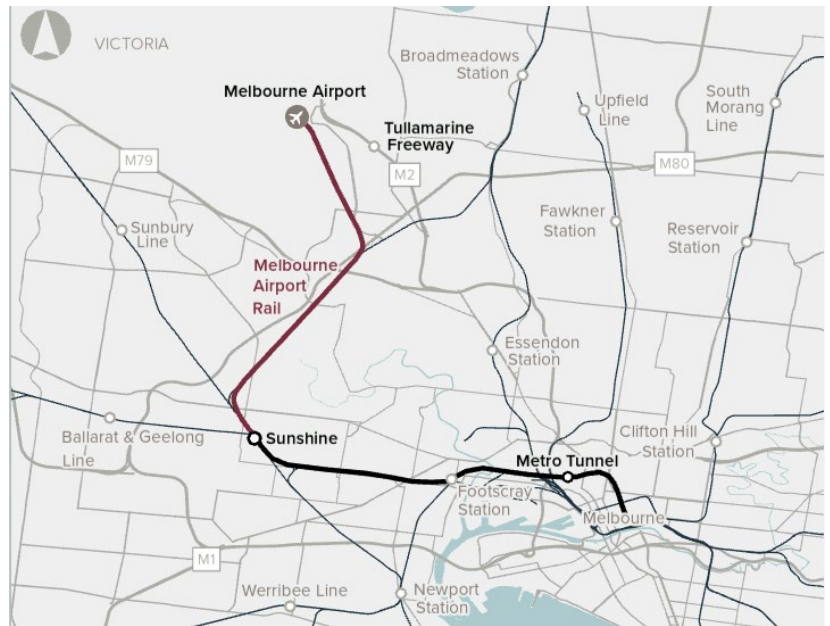 VICTORIA
Broadmeadows
Station
Melbourne Airport
Upfield
Line
South
Morang
Line
Tullamarine
Freeway
M79
M80
M2
Sunbury
Line
Fawkner
Station
Reservoir
Station
Melbourne
Airport
Rail
Essendon
Station
Ballarat & Geelong
Line
Sunshine
Clifton Hill
Station
Metro Tunnel
Footscray
Station
Melbourne
M1
Werribee Line
Newport
Station